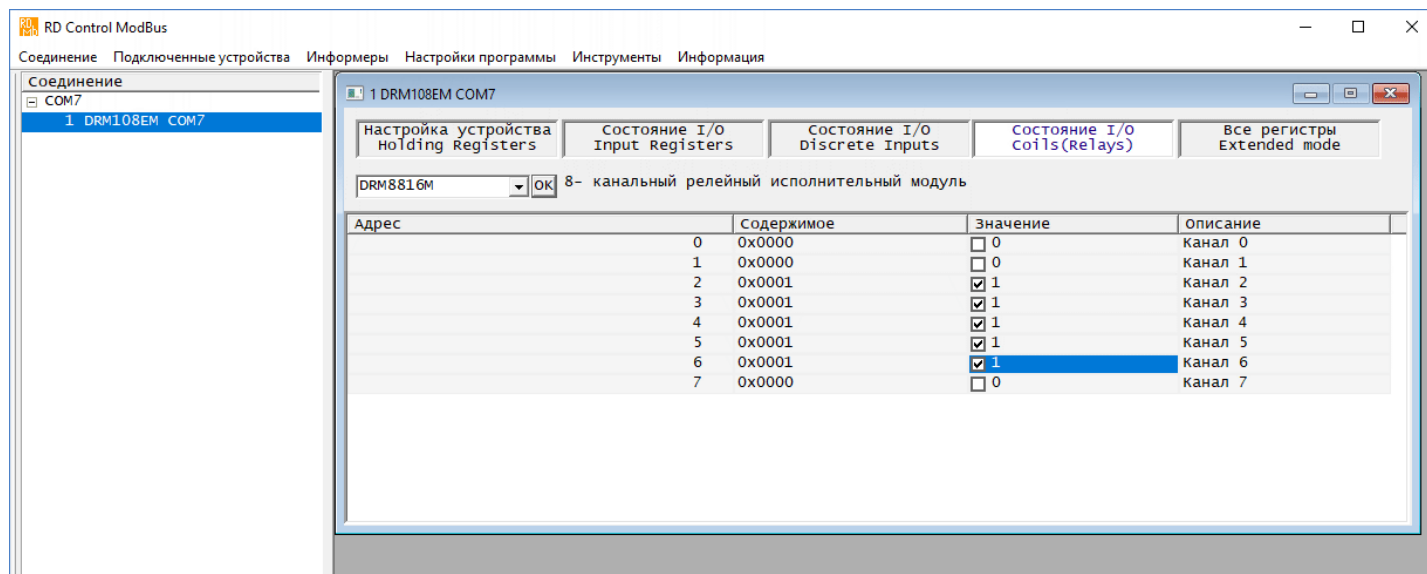 RD Control ModBus
Соединение Подключенные устройства Информеры Настройки программы Инструменты Информация
Соединение
COM7
1 DRM108EM COM7
1 DRM108EM COM7
Настройка устройства
Holding Registers
Состояние I/O
Input Registers
Состояние I/O
Discrete Inputs
Состояние I/O
Coils(Relays)
Все регистры
Extended mode
DRM8816M OK 8- канальный релейный исполнительный модуль
Адрес Содержимое Значение Описание
0 0x0000 0 Канал 0
1 0x0000 0 Канал 1
2 0x0001 1 Канал 2
3 0x0001 1 Канал 3
4 0x0001 1 Канал 4
5 0x0001 1 Канал 5
6 0x0001 1 Канал 6
7 0x0000 0 Канал 7